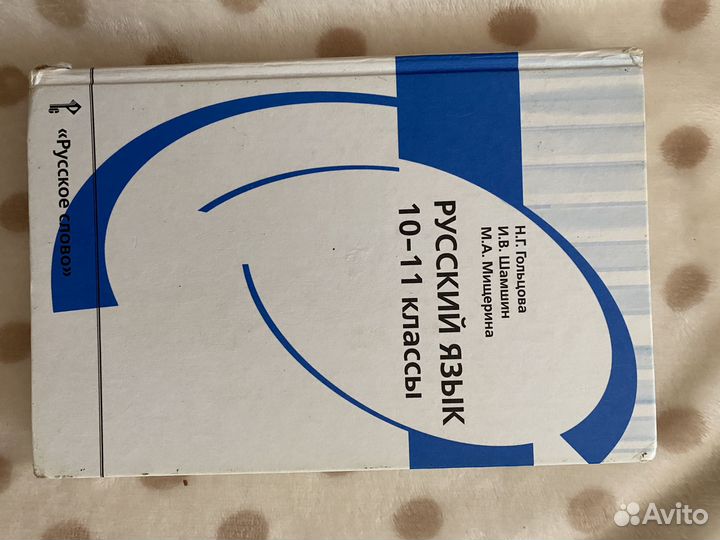 Н.Г. Гольцова
И.В. Шамшин
М.А. Мищерина
РУССКИЙ ЯЗЫК
10–11 классы
«Русское слово»
Avito